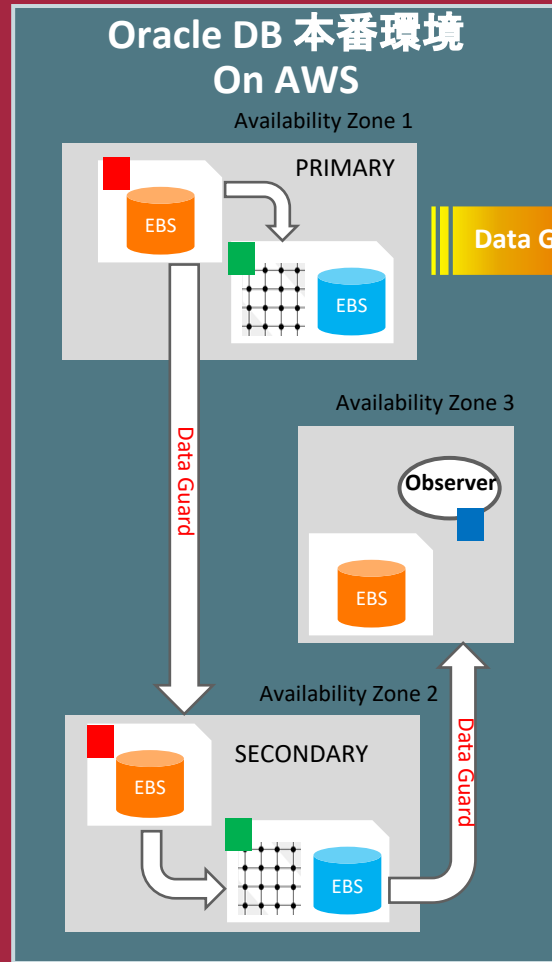 Oracle DB 本番環境
On AWS
Availability Zone 1
PRIMARY
EBS
EBS
Data G
Data Guard
Availability Zone 3
Observer
EBS
Availability Zone 2
SECONDARY
EBS
EBS
Data Guard